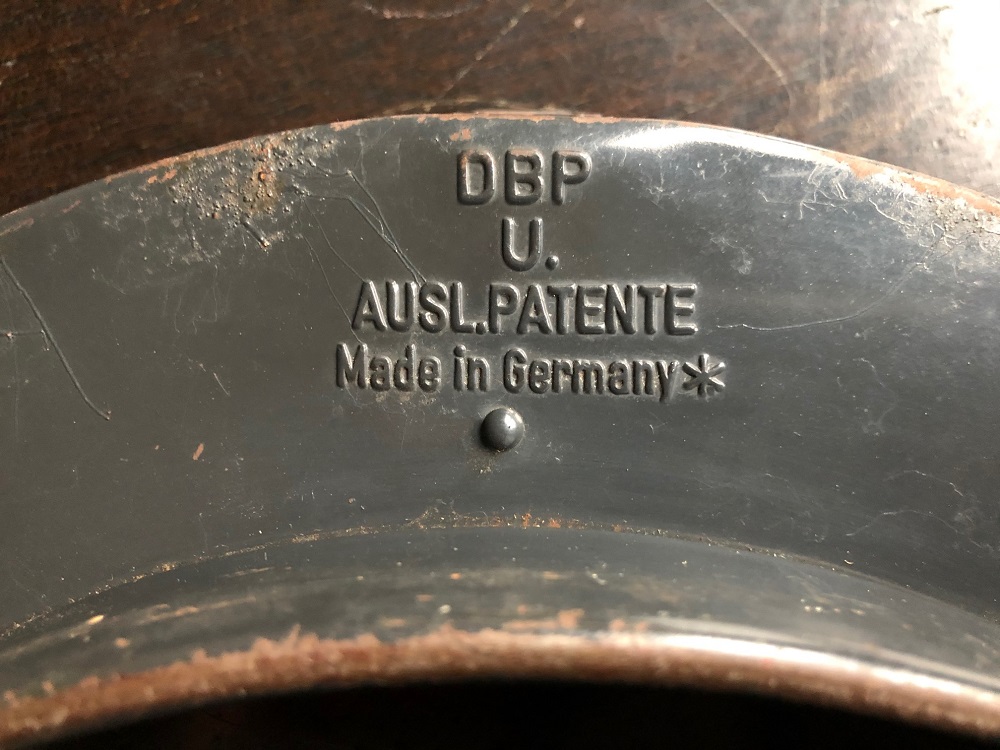 DBP
U.
AUSL.PATENTE
Made in Germany*